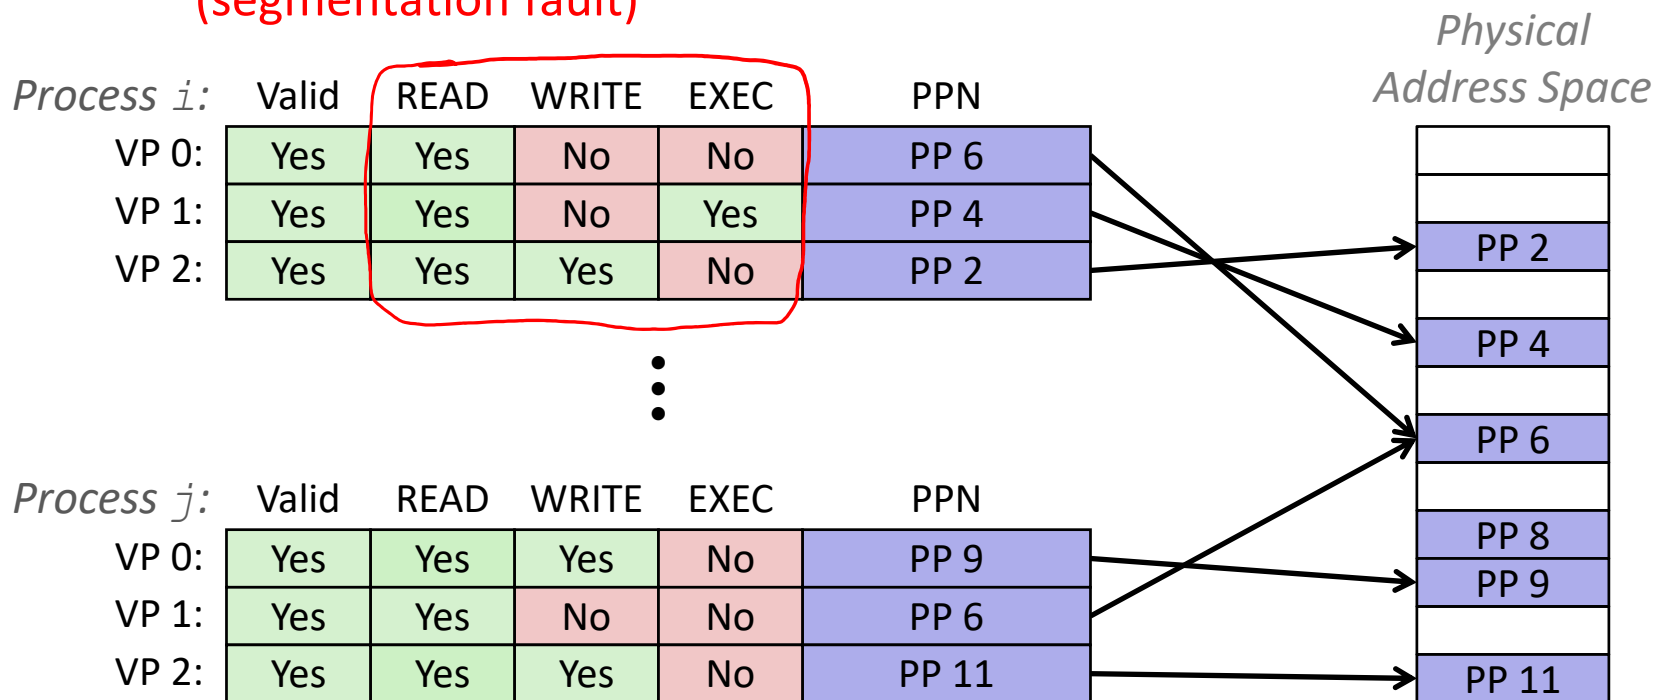 (segmentation fault)
Physical
Address Space
Process i: Valid READ WRITE EXEC PPN
VP 0: Yes Yes No No PP 6
VP 1: Yes Yes No Yes PP 4
VP 2: Yes Yes Yes No PP 2
PP 2
PP 4
PP 6
Process j: Valid READ WRITE EXEC PPN
VP 0: Yes Yes Yes No PP 9
VP 1: Yes Yes No No PP 6
VP 2: Yes Yes Yes No PP 11
PP 8
PP 9
PP 11